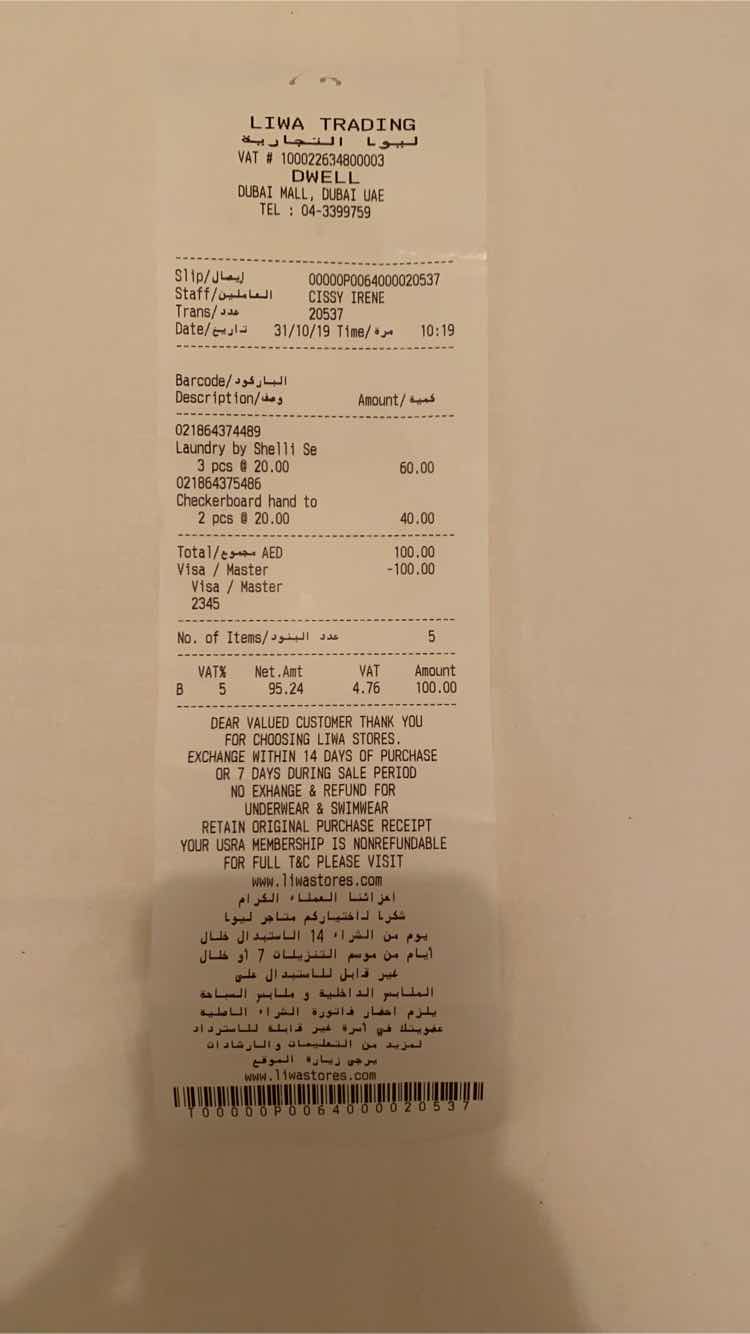 LIWA TRADING
ليوا التجارية
VAT # 100022634800003
DWELL
DUBAI MALL, DUBAI UAE
TEL : 04-3399759
Slip/إيصال 00000P0064000020537
Staff/العاملين CISSY IRENE
Trans/عدد 20537
Date/تاريخ 31/10/19 Time/مرة 10:19
Barcode/الباركود
Description/وصف Amount/كمية
021864374489
Laundry by Shelli Se
3 pcs @ 20.00 60.00
021864375486
Checkerboard hand to
2 pcs @ 20.00 40.00
Total/مجموع AED 100.00
Visa / Master -100.00
Visa / Master
2345
No. of Items/عدد البنود 5
VAT% Net.Amt VAT Amount
B 5 95.24 4.76 100.00
DEAR VALUED CUSTOMER THANK YOU
FOR CHOOSING LIWA STORES.
EXCHANGE WITHIN 14 DAYS OF PURCHASE
OR 7 DAYS DURING SALE PERIOD
NO EXHANGE & REFUND FOR
UNDERWEAR & SWIMWEAR
RETAIN ORIGINAL PURCHASE RECEIPT
YOUR USRA MEMBERSHIP IS NONREFUNDABLE
FOR FULL T&C PLEASE VISIT
www.liwastores.com
اعزائنا العملاء الكرام
شكرا لاختياركم متاجر ليوا
يوم من الشراء 14 الاستبدال خلال
أيام من موسم التنزيلات 7 أو خلال
غير قابل للاستبدال على
الملابس الداخلية و ملابس السباحة
يلزم احضار فاتورة الشراء الاصلية
عضويتك في أسرة غير قابلة للاسترداد
لمزيد من التعليمات والارشادات
يرجى زيارة الموقع
www.liwastores.com
T00000P0064000020537